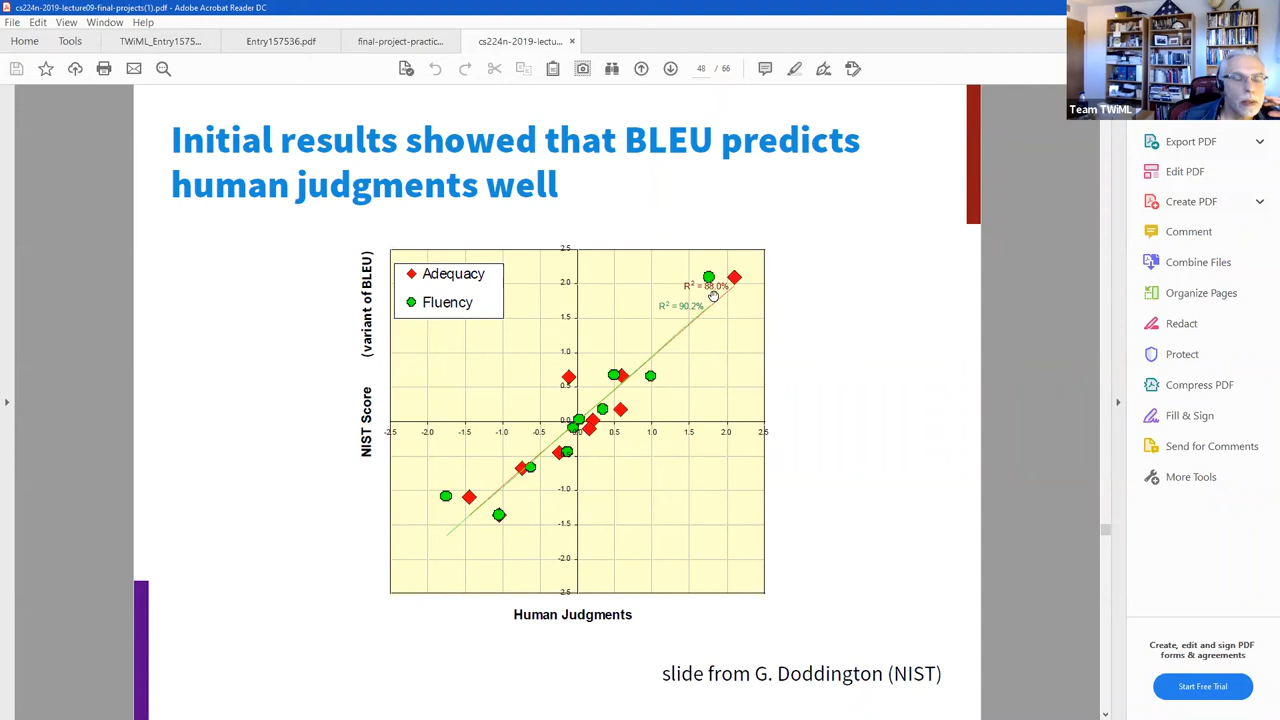 cs224n-2019-lecture09-final-projects(1).pdf - Adobe Acrobat Reader DC
File Edit View Window Help
Home Tools TWiML_Entry1575... Entry157536.pdf final-project-practic... cs224n-2019-lectu... ×
48 / 66
Team TWiML
Initial results showed that BLEU predicts
human judgments well
Adequacy
Fluency
NIST Score (variant of BLEU)
2.5
2.0
1.5
1.0
0.5
0.0
-1.0
-1.5
-2.0
2.5
-2.5 -2.0 -1.5 -1.0 -0.5 0.5 1.0 1.5 2.0 2.5
R² = 88.0%
R² = 90.2%
Human Judgments
slide from G. Doddington (NIST)
Export PDF
Edit PDF
Create PDF
Comment
Combine Files
Organize Pages
Redact
Protect
Compress PDF
Fill & Sign
Send for Comments
More Tools
Create, edit and sign PDF
forms & agreements
Start Free Trial